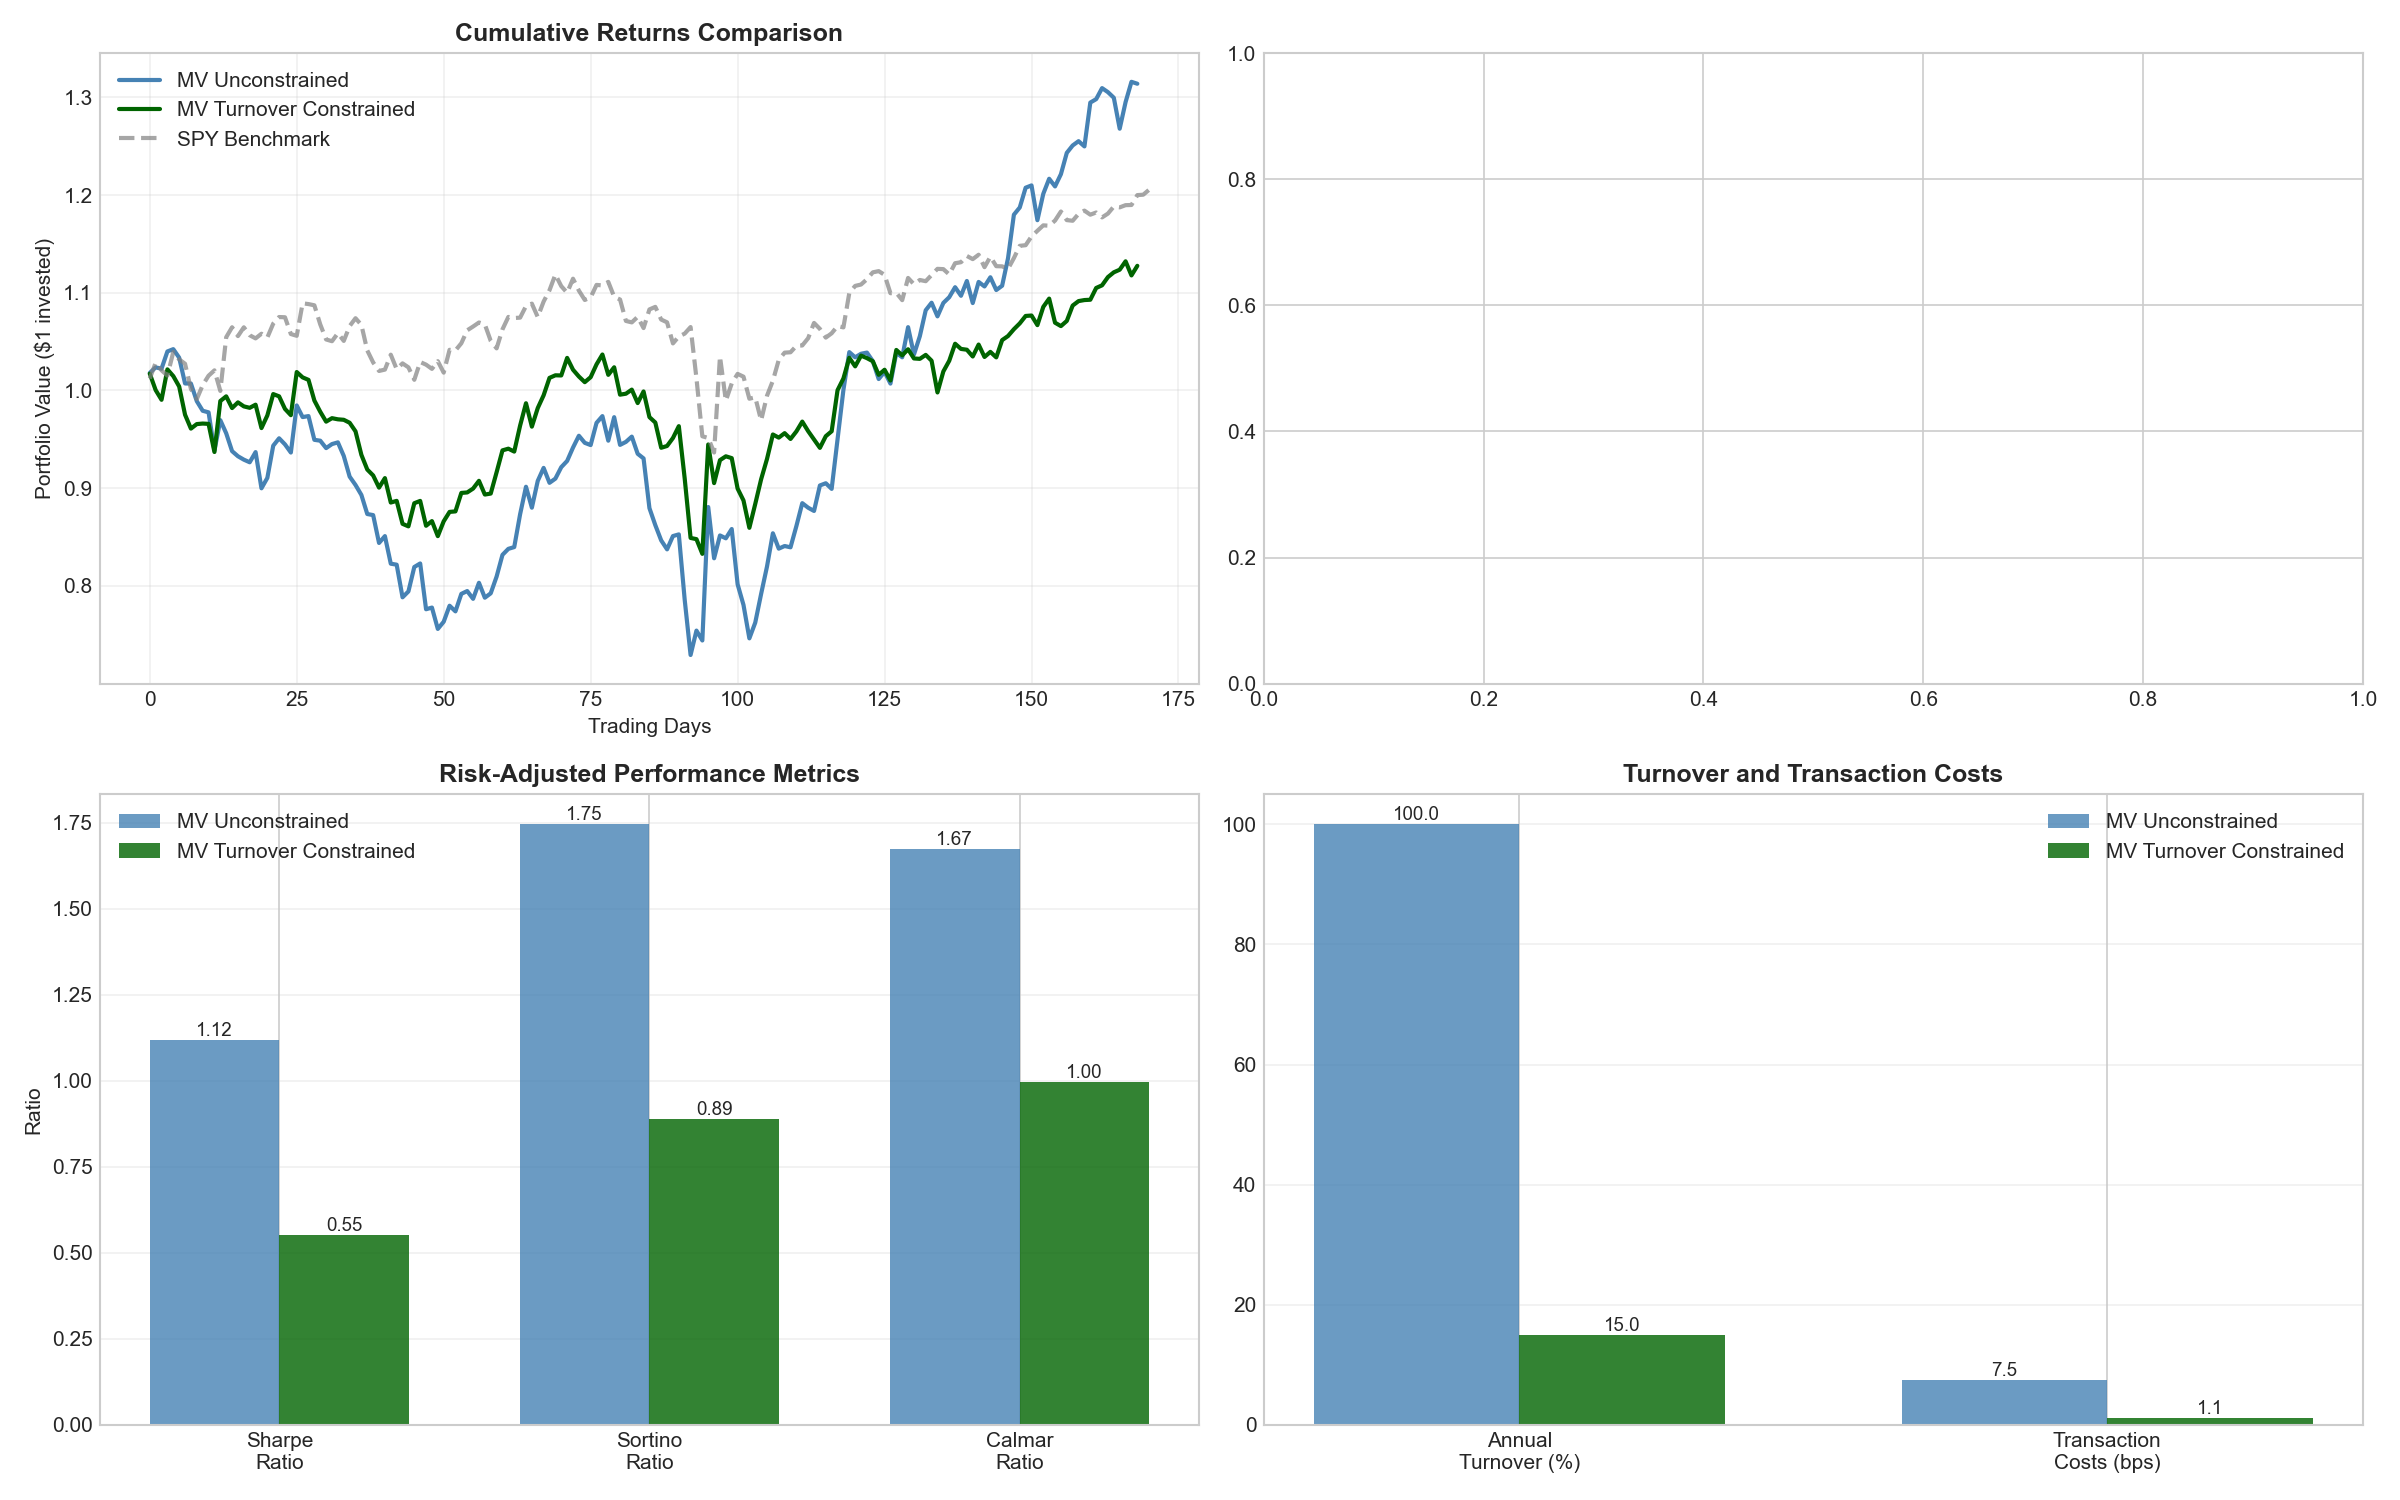 Cumulative Returns Comparison
MV Unconstrained
MV Turnover Constrained
SPY Benchmark
Portfolio Value ($1 invested)
1.3
1.2
1.1
1.0
0.9
0.8
0 25 50 75 100 125 150 175
Trading Days
1.0
0.8
0.6
0.4
0.2
0.0
0.0 0.2 0.4 0.6 0.8 1.0
Risk-Adjusted Performance Metrics
MV Unconstrained
MV Turnover Constrained
Ratio
1.75
1.50
1.25
1.00
0.75
0.50
0.25
0.00
1.12
0.55
1.75
0.89
1.67
1.00
Sharpe
Ratio
Sortino
Ratio
Calmar
Ratio
Turnover and Transaction Costs
MV Unconstrained
MV Turnover Constrained
100
80
60
40
20
0
100.0
15.0
7.5
1.1
Annual
Turnover (%)
Transaction
Costs (bps)